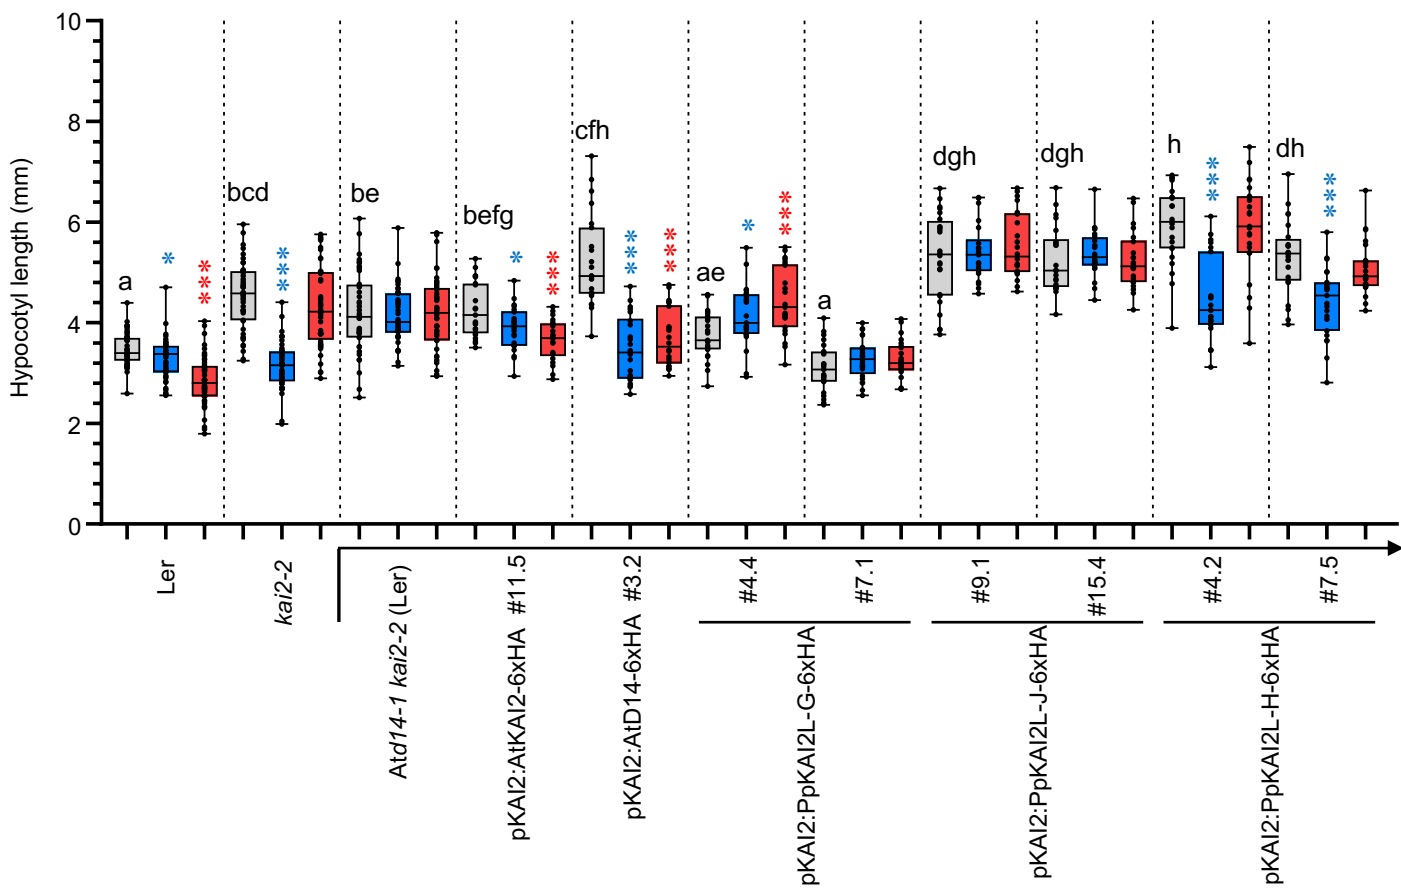 Hypocotyl length (mm)
10
8
6
4
2
0
a
*
***
bcd
***
be
befg
*
***
cfh
***
***
ae
*
***
a
dgh
dgh
h
***
dh
***
Ler
kai2-2
Atd14-1 kai2-2 (Ler)
pKAI2:AtKAI2-6xHA #11.5
pKAI2:AtD14-6xHA #3.2
#4.4
#7.1
#9.1
#15.4
#4.2
#7.5
pKAI2:PpKAI2L-G-6xHA
pKAI2:PpKAI2L-J-6xHA
pKAI2:PpKAI2L-H-6xHA